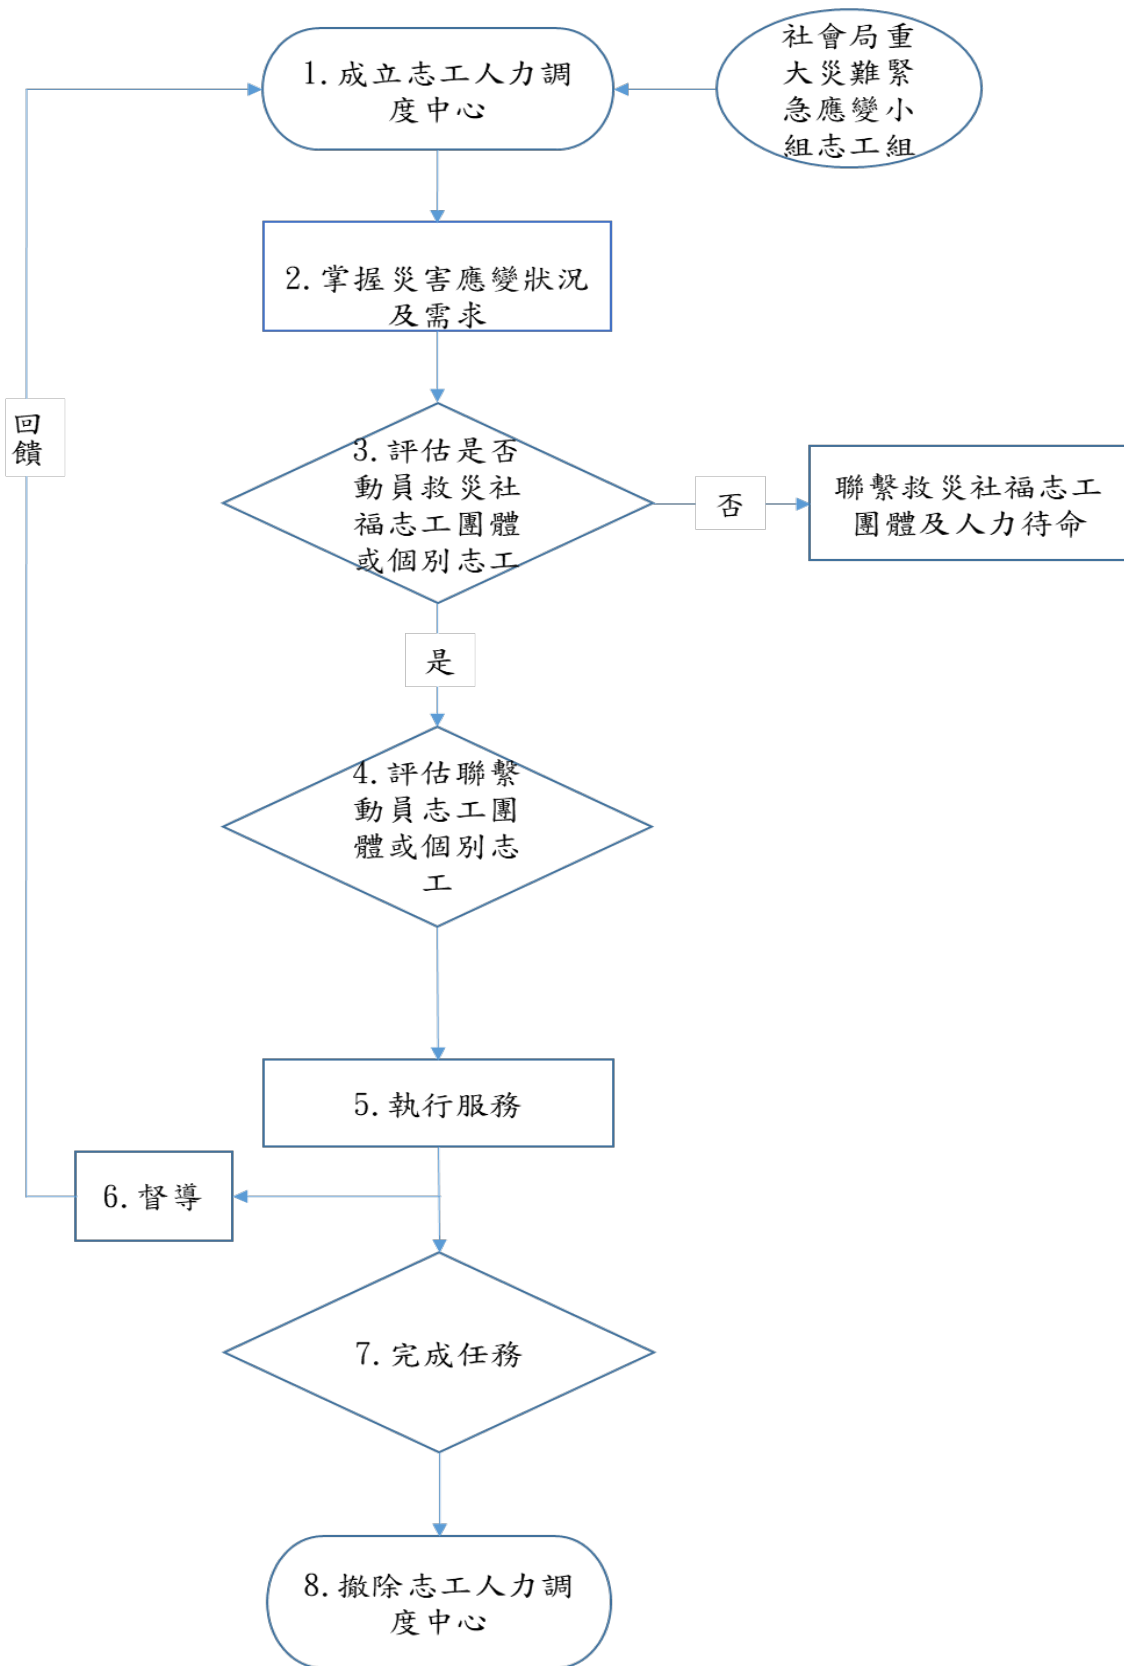 1.成立志工人力調
度中心
社會局重
大災難緊
急應變小
組志工組
2.掌握災害應變狀況
及需求
回
饋
3.評估是否
動員救災社
福志工團體
或個別志工
否
聯繫救災社福志工
團體及人力待命
是
4.評估聯繫
動員志工團
體或個別志
工
5.執行服務
6.督導
7.完成任務
8.撤除志工人力調
度中心